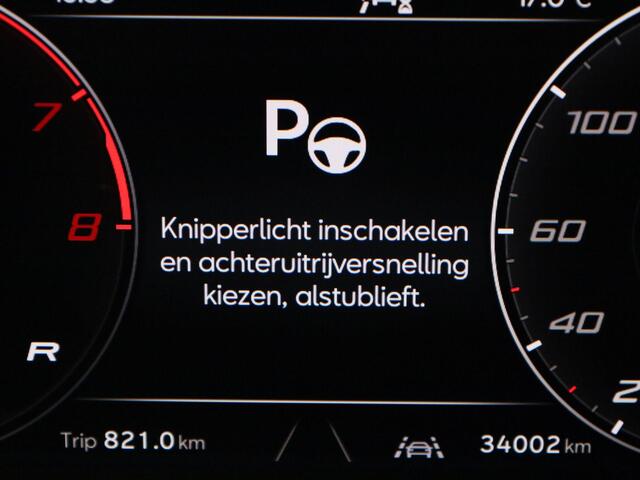 P
7
100
8
Knipperlicht inschakelen
60
en achteruitrijversnelling
kiezen, alstublieft.
40
R
Trip 821.0 km
34002 km